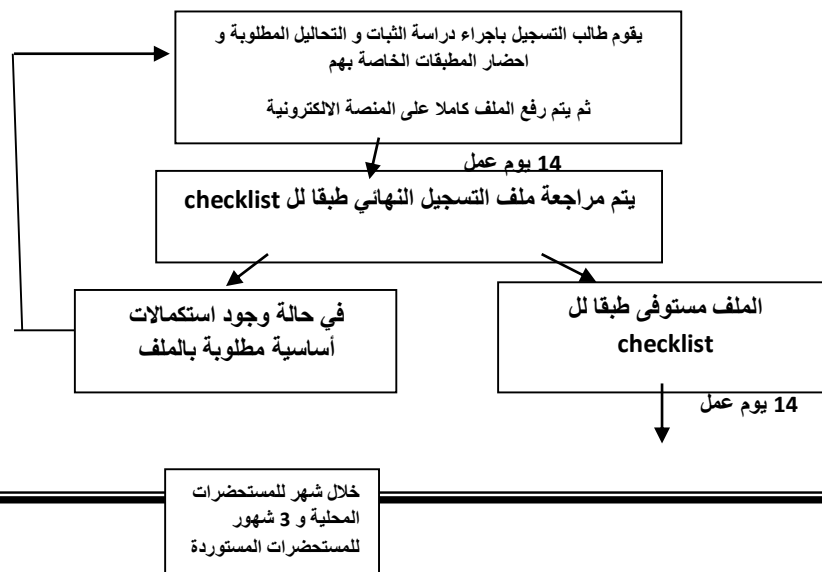 يقوم طالب التسجيل باجراء دراسة الثبات و التحاليل المطلوبة و
احضار المطبقات الخاصة بهم
ثم يتم رفع الملف كاملا على المنصة الالكترونية
14 يوم عمل
يتم مراجعة ملف التسجيل النهائي طبقا لل checklist
الملف مستوفى طبقا لل
checklist
في حالة وجود استكمالات
أساسية مطلوبة بالملف
14 يوم عمل
خلال شهر للمستحضرات
المحلية و 3 شهور
للمستحضرات المستوردة